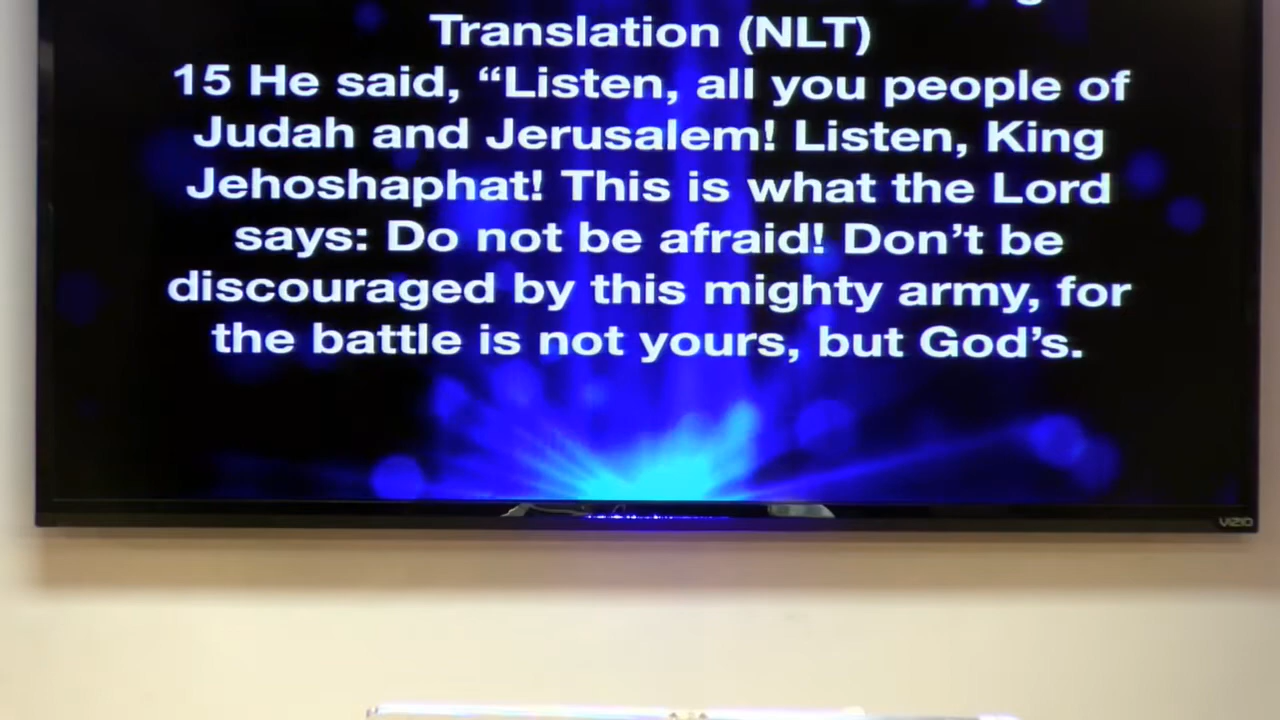 Translation (NLT)
15 He said, “Listen, all you people of
Judah and Jerusalem! Listen, King
Jehoshaphat! This is what the Lord
says: Do not be afraid! Don’t be
discouraged by this mighty army, for
the battle is not yours, but God’s.
VIZIO